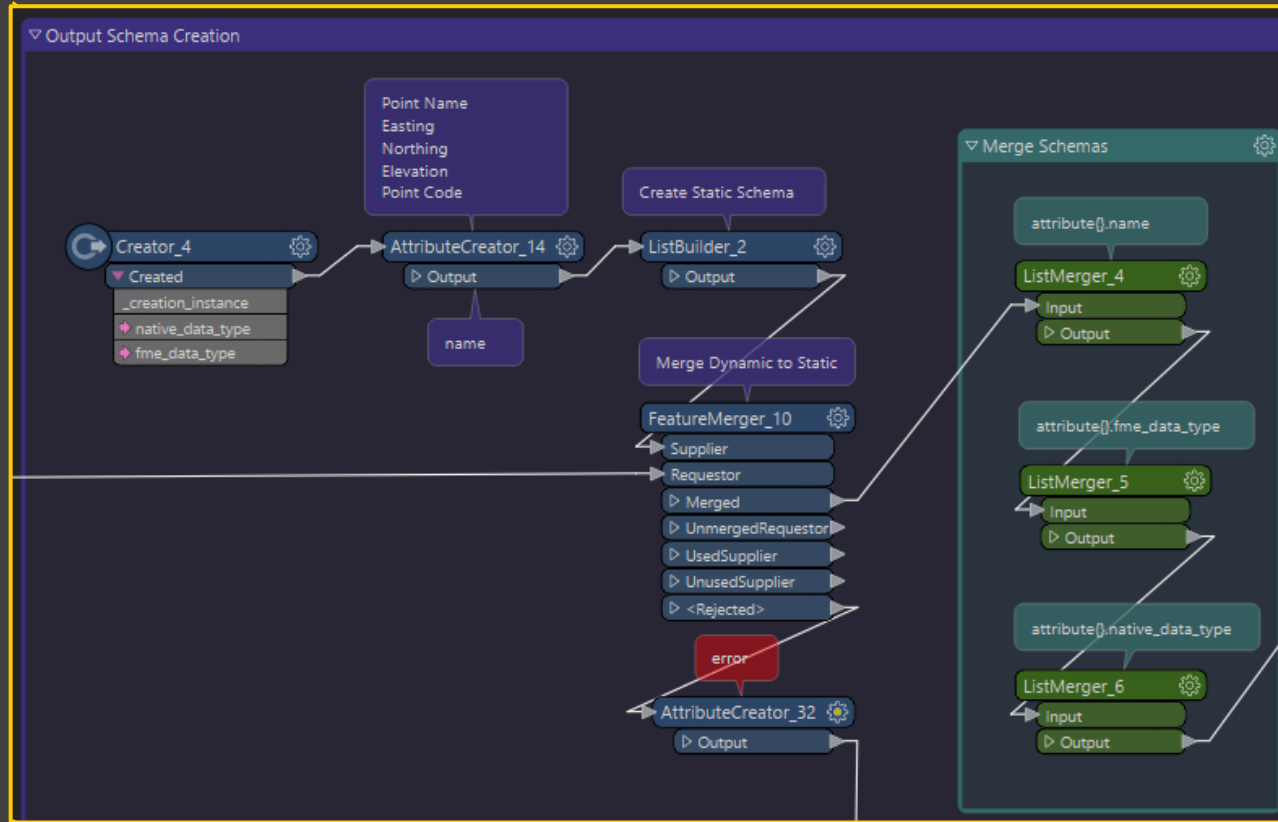 Output Schema Creation
Point Name
Easting
Northing
Elevation
Point Code
Creator_4
Created
_creation_instance
native_data_type
fme_data_type
AttributeCreator_14
Output
name
Create Static Schema
ListBuilder_2
Output
Merge Dynamic to Static
FeatureMerger_10
Supplier
Requestor
Merged
UnmergedRequestor
UsedSupplier
UnusedSupplier
<Rejected>
error
AttributeCreator_32
Output
Merge Schemas
attribute{}.name
ListMerger_4
Input
Output
attribute{}.fme_data_type
ListMerger_5
Input
Output
attribute{}.native_data_type
ListMerger_6
Input
Output